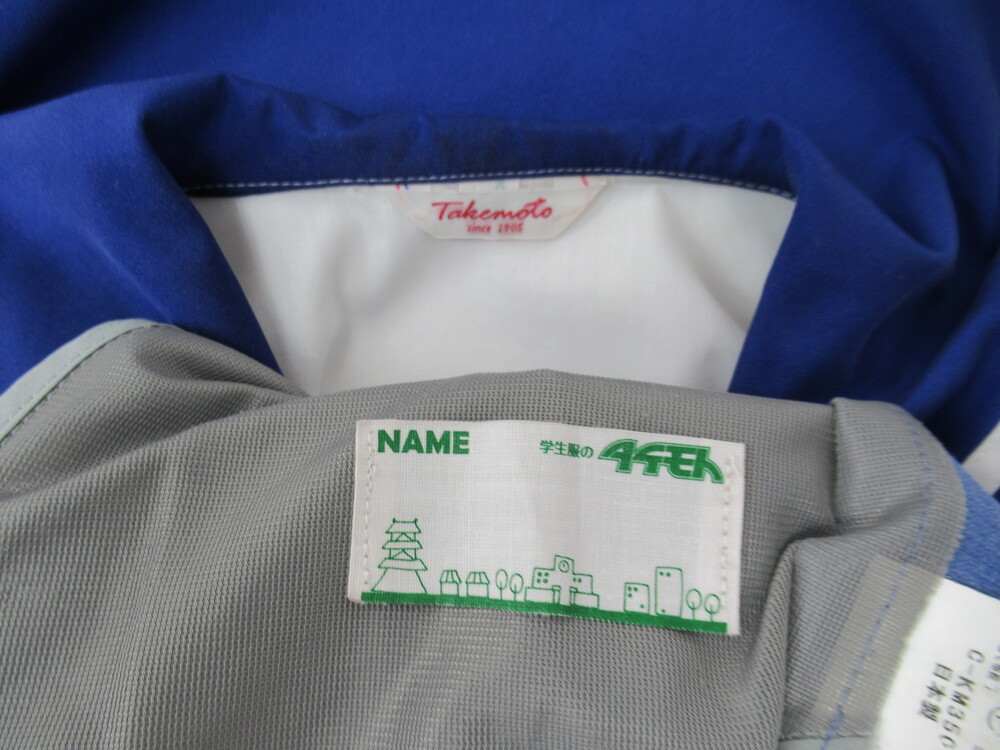 Takemoto
since 1905
NAME
学生服の タケモト
C-KM350
日本製